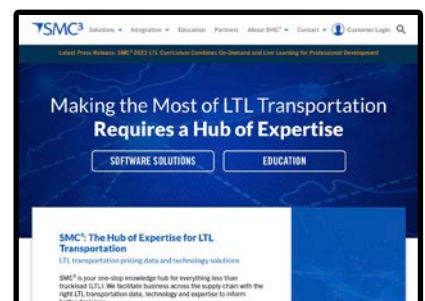 SMC³ Solutions Integration Education Partners About SMC³ Contact Customer Login
Latest Press Release: SMC³ 2023 LTL Curriculum Combines On-Demand and Live Learning for Professional Development
Making the Most of LTL Transportation
Requires a Hub of Expertise
SOFTWARE SOLUTIONS EDUCATION
SMC³: The Hub of Expertise for LTL
Transportation
LTL transportation pricing data and technology solutions
SMC³ is your one-stop knowledge hub for everything less than
truckload (LTL). We facilitate business across the supply chain with the
right LTL transportation data, technology and expertise to inform